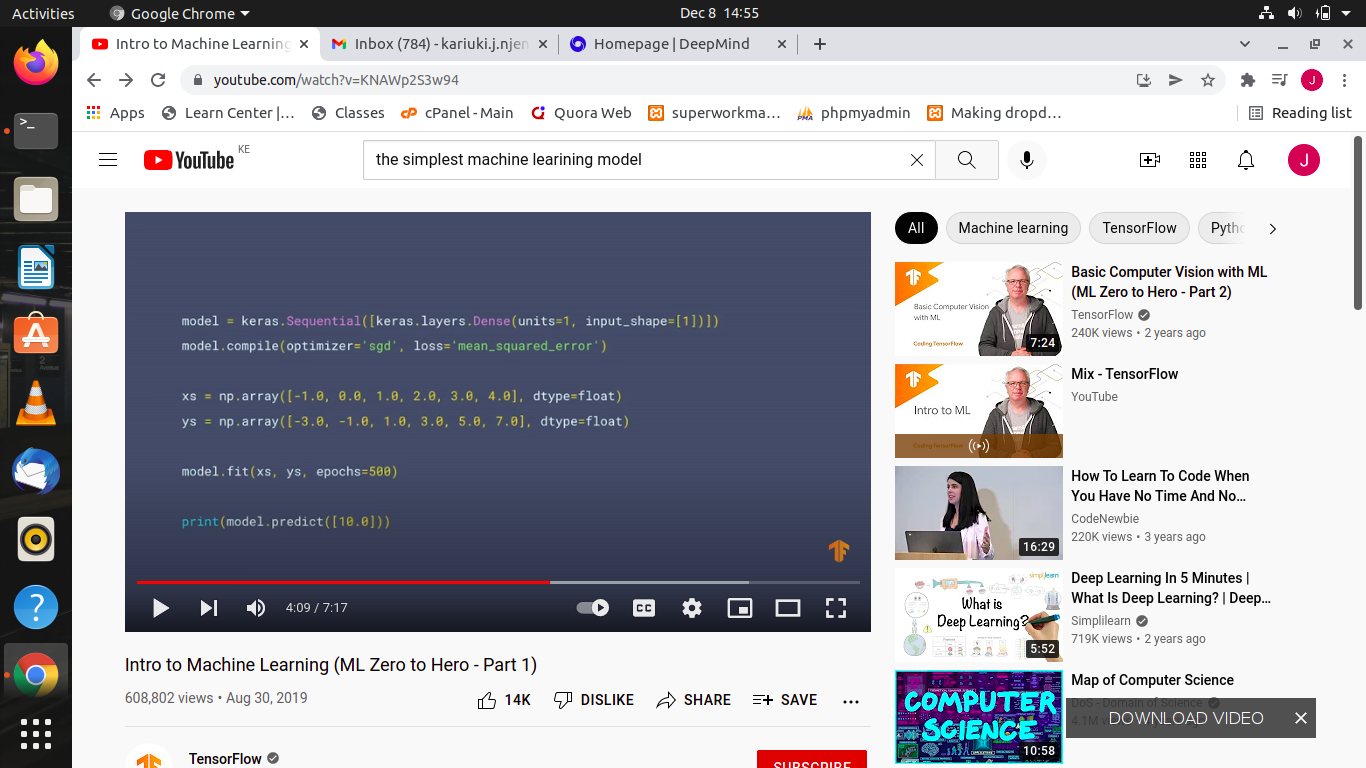 Activities
Google Chrome
Dec 8 14:55
Intro to Machine Learning
Inbox (784) - kariuki.j.njen
Homepage | DeepMind
youtube.com/watch?v=KNAWp2S3w94
J
Apps
Learn Center |…
Classes
cPanel - Main
Quora Web
superworkma…
phpmyadmin
Making dropd…
Reading list
YouTube
KE
the simplest machine learining model
J
model = keras.Sequential([keras.layers.Dense(units=1, input_shape=[1])])
model.compile(optimizer='sgd', loss='mean_squared_error')
xs = np.array([-1.0, 0.0, 1.0, 2.0, 3.0, 4.0], dtype=float)
ys = np.array([-3.0, -1.0, 1.0, 3.0, 5.0, 7.0], dtype=float)
model.fit(xs, ys, epochs=500)
print(model.predict([10.0]))
4:09 / 7:17
CC
Intro to Machine Learning (ML Zero to Hero - Part 1)
608,802 views • Aug 30, 2019
14K
DISLIKE
SHARE
SAVE
TensorFlow
SUBSCRIBE
All
Machine learning
TensorFlow
Pytho
Basic Computer Vision
with ML
Coding TensorFlow
7:24
Basic Computer Vision with ML
(ML Zero to Hero - Part 2)
TensorFlow
240K views • 2 years ago
Intro to ML
Coding TensorFlow
Mix - TensorFlow
YouTube
16:29
How To Learn To Code When
You Have No Time And No…
CodeNewbie
220K views • 3 years ago
simplilearn
What is
Deep Learning?
5:52
Deep Learning In 5 Minutes |
What Is Deep Learning? | Deep…
Simplilearn
719K views • 2 years ago
COMPUTER
SCIENCE
10:58
Map of Computer Science
DoS - Domain of Science
4.1M v
DOWNLOAD VIDEO